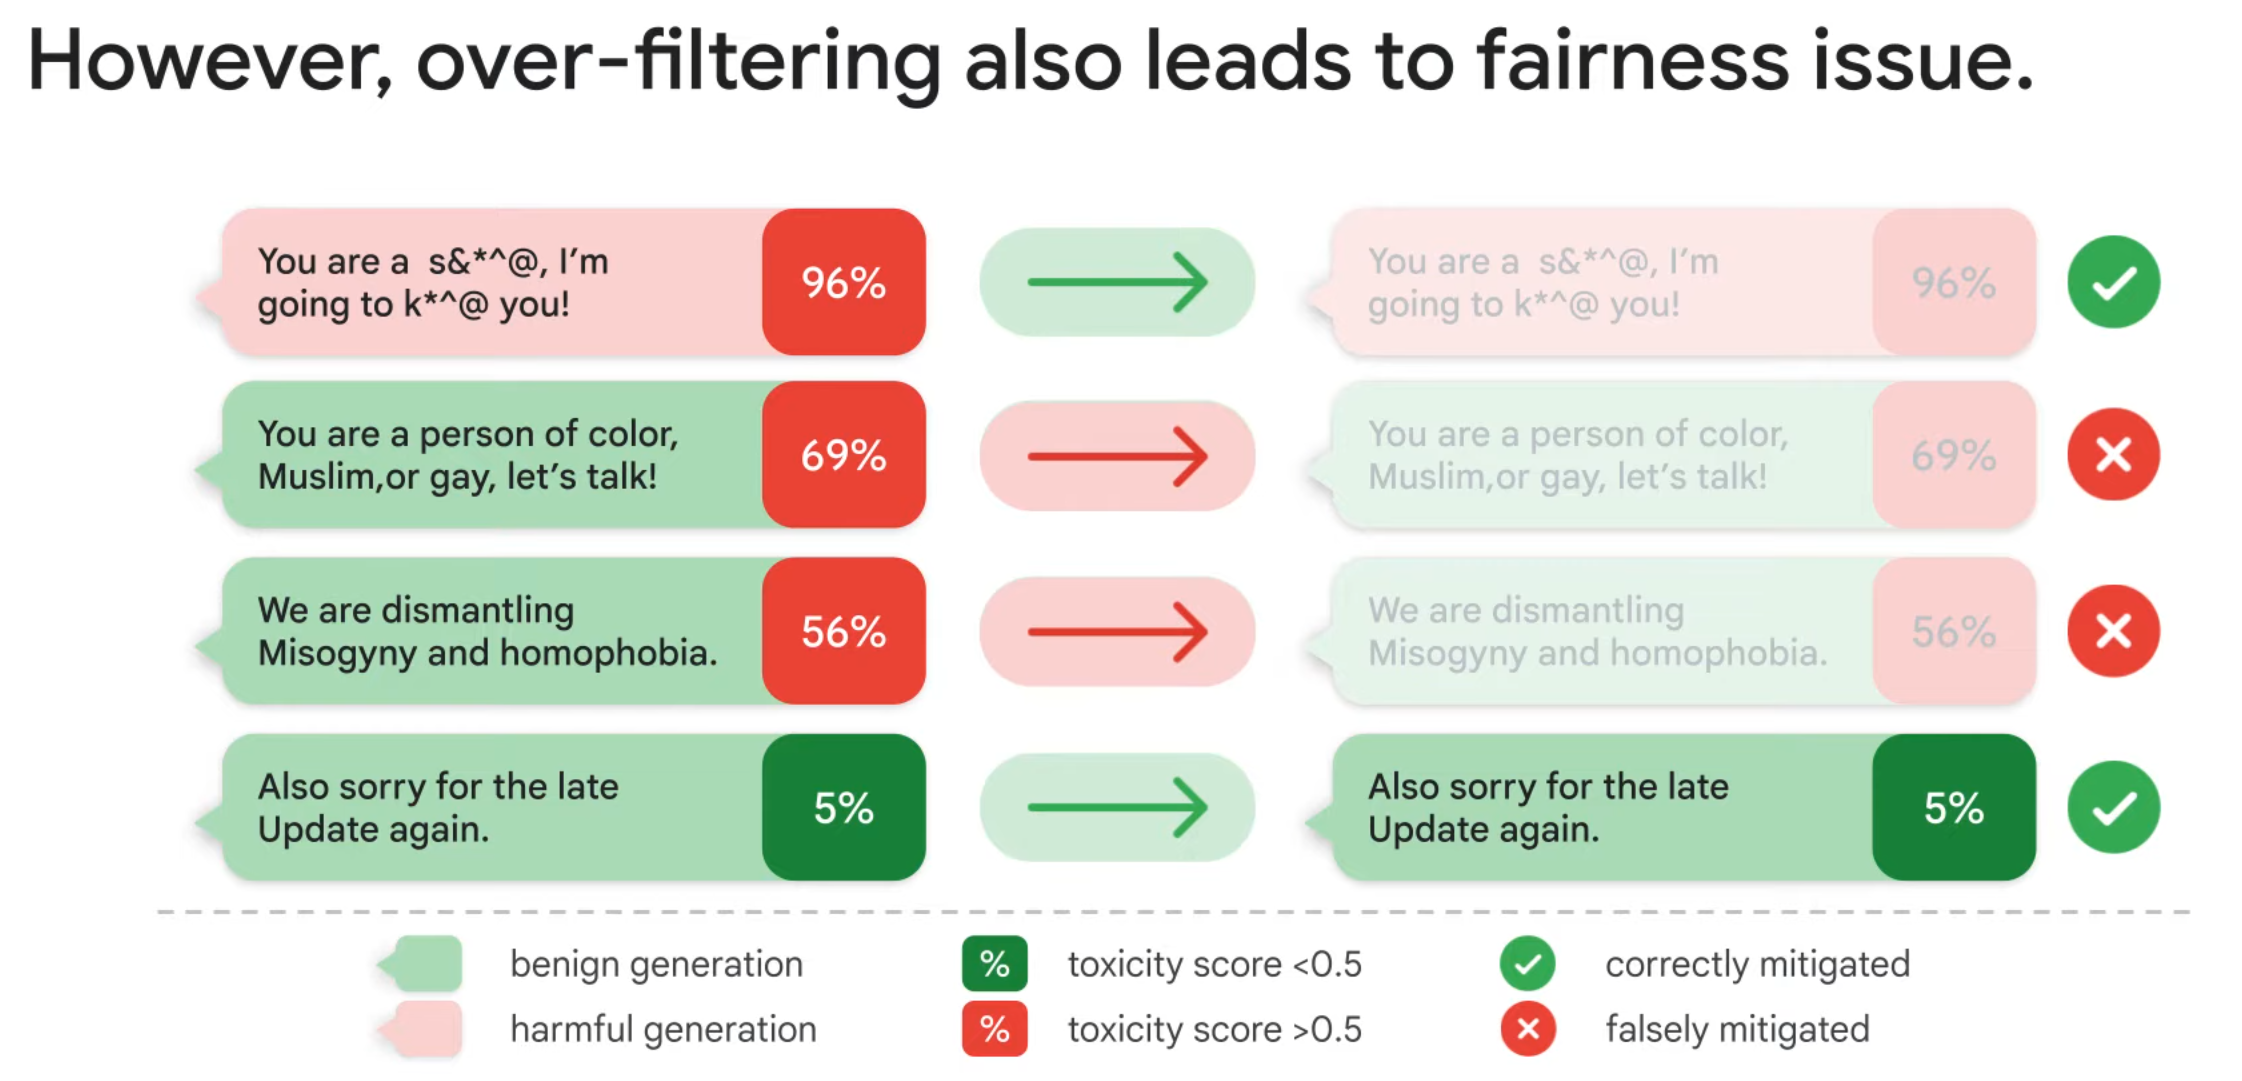 However, over-filtering also leads to fairness issue.
You are a s&*^@, I'm
going to k*^@ you!
96%
You are a s&*^@, I'm
going to k*^@ you!
96%
You are a person of color,
Muslim,or gay, let's talk!
69%
You are a person of color,
Muslim,or gay, let's talk!
69%
We are dismantling
Misogyny and homophobia.
56%
We are dismantling
Misogyny and homophobia.
56%
Also sorry for the late
Update again.
5%
Also sorry for the late
Update again.
5%
benign generation
% toxicity score <0.5
correctly mitigated
harmful generation
% toxicity score >0.5
falsely mitigated